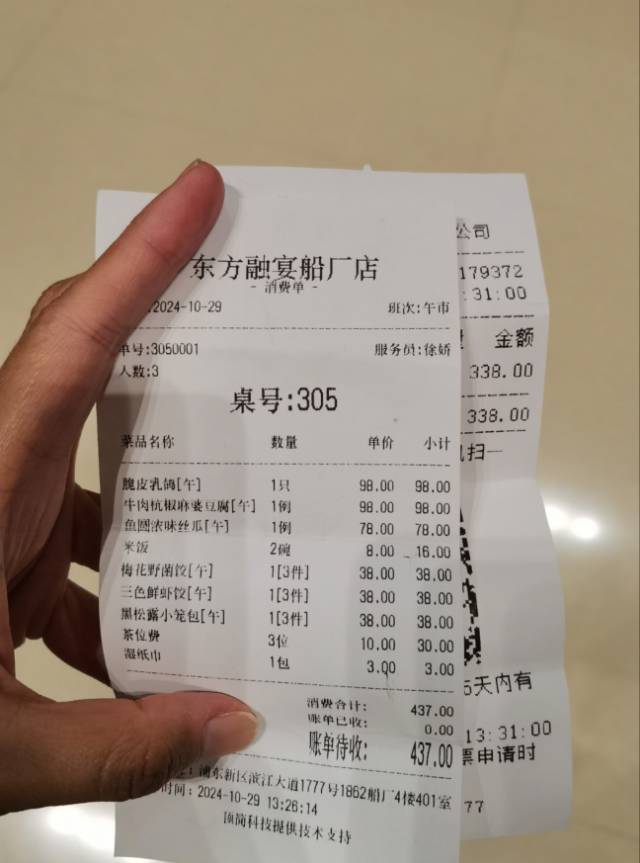 东方融宴船厂店
- 消费单 -
2024-10-29 班次:午市
单号:3050001 服务员:徐娇
人数:3
桌号:305
菜品名称 数量 单价 小计
脆皮乳鸽[午] 1只 98.00 98.00
牛肉杭椒麻婆豆腐[午] 1例 98.00 98.00
鱼圆浓味丝瓜[午] 1例 78.00 78.00
米饭 2碗 8.00 16.00
梅花野菌饺[午] 1[3件] 38.00 38.00
三色鲜虾饺[午] 1[3件] 38.00 38.00
黑松露小笼包[午] 1[3件] 38.00 38.00
茶位费 3位 10.00 30.00
湿纸巾 1包 3.00 3.00
消费合计: 437.00
账单已收: 0.00
账单待收: 437.00
浦东新区滨江大道1777号1862船厂4楼401室
时间: 2024-10-29 13:26:14
顶简科技提供技术支持
公司
179372
:31:00
金额
338.00
338.00
扫一
5天内有
13:31:00
票申请时
77